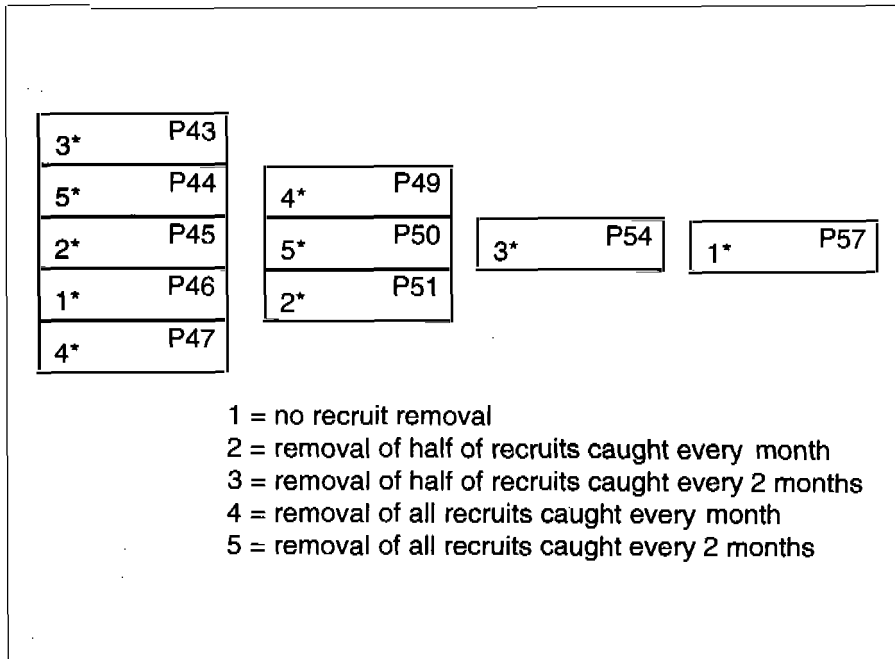 3* P43
5* P44
2* P45
1* P46
4* P47
4* P49
5* P50
2* P51
3* P54
1* P57
1 = no recruit removal
2 = removal of half of recruits caught every month
3 = removal of half of recruits caught every 2 months
4 = removal of all recruits caught every month
5 = removal of all recruits caught every 2 months